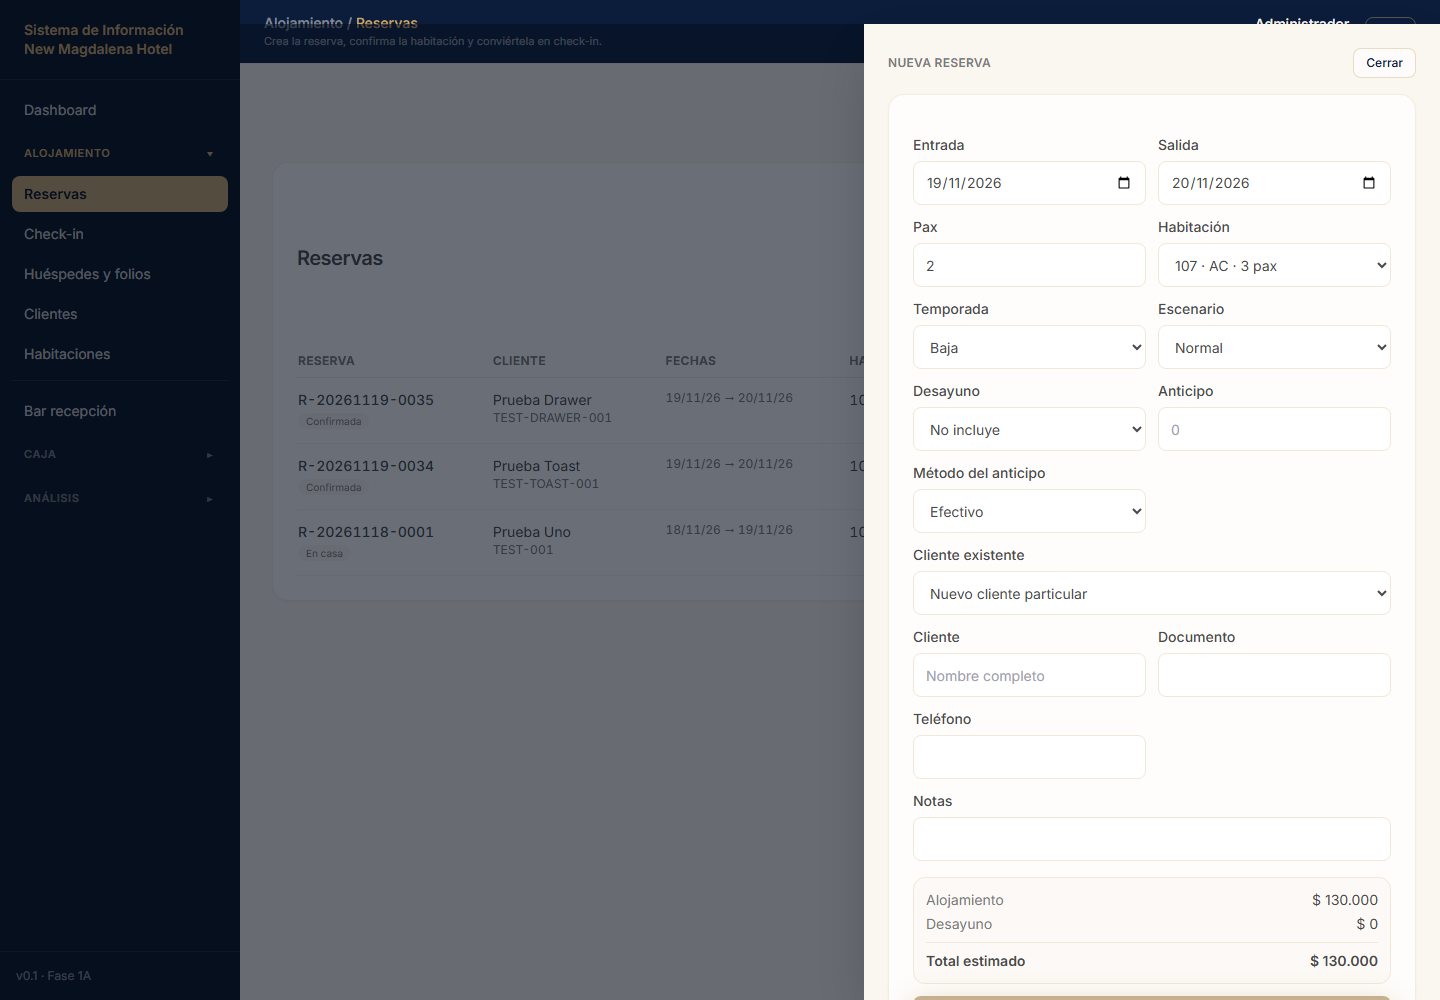 Sistema de Información
New Magdalena Hotel
Dashboard
ALOJAMIENTO
Reservas
Check-in
Huéspedes y folios
Clientes
Habitaciones
Bar recepción
CAJA
ANÁLISIS
v0.1 · Fase 1A
Alojamiento / Reservas
Crea la reserva, confirma la habitación y conviértela en check-in.
Administrador
Reservas
RESERVA CLIENTE FECHAS HA
R-20261119-0035 Prueba Drawer 19/11/26 → 20/11/26 10
Confirmada TEST-DRAWER-001
R-20261119-0034 Prueba Toast 19/11/26 → 20/11/26 10
Confirmada TEST-TOAST-001
R-20261118-0001 Prueba Uno 18/11/26 → 19/11/26 10
En casa TEST-001
NUEVA RESERVA Cerrar
Entrada Salida
19/11/2026 20/11/2026
Pax Habitación
2 107 · AC · 3 pax
Temporada Escenario
Baja Normal
Desayuno Anticipo
No incluye 0
Método del anticipo
Efectivo
Cliente existente
Nuevo cliente particular
Cliente Documento
Nombre completo
Teléfono
Notas
Alojamiento $ 130.000
Desayuno $ 0
Total estimado $ 130.000